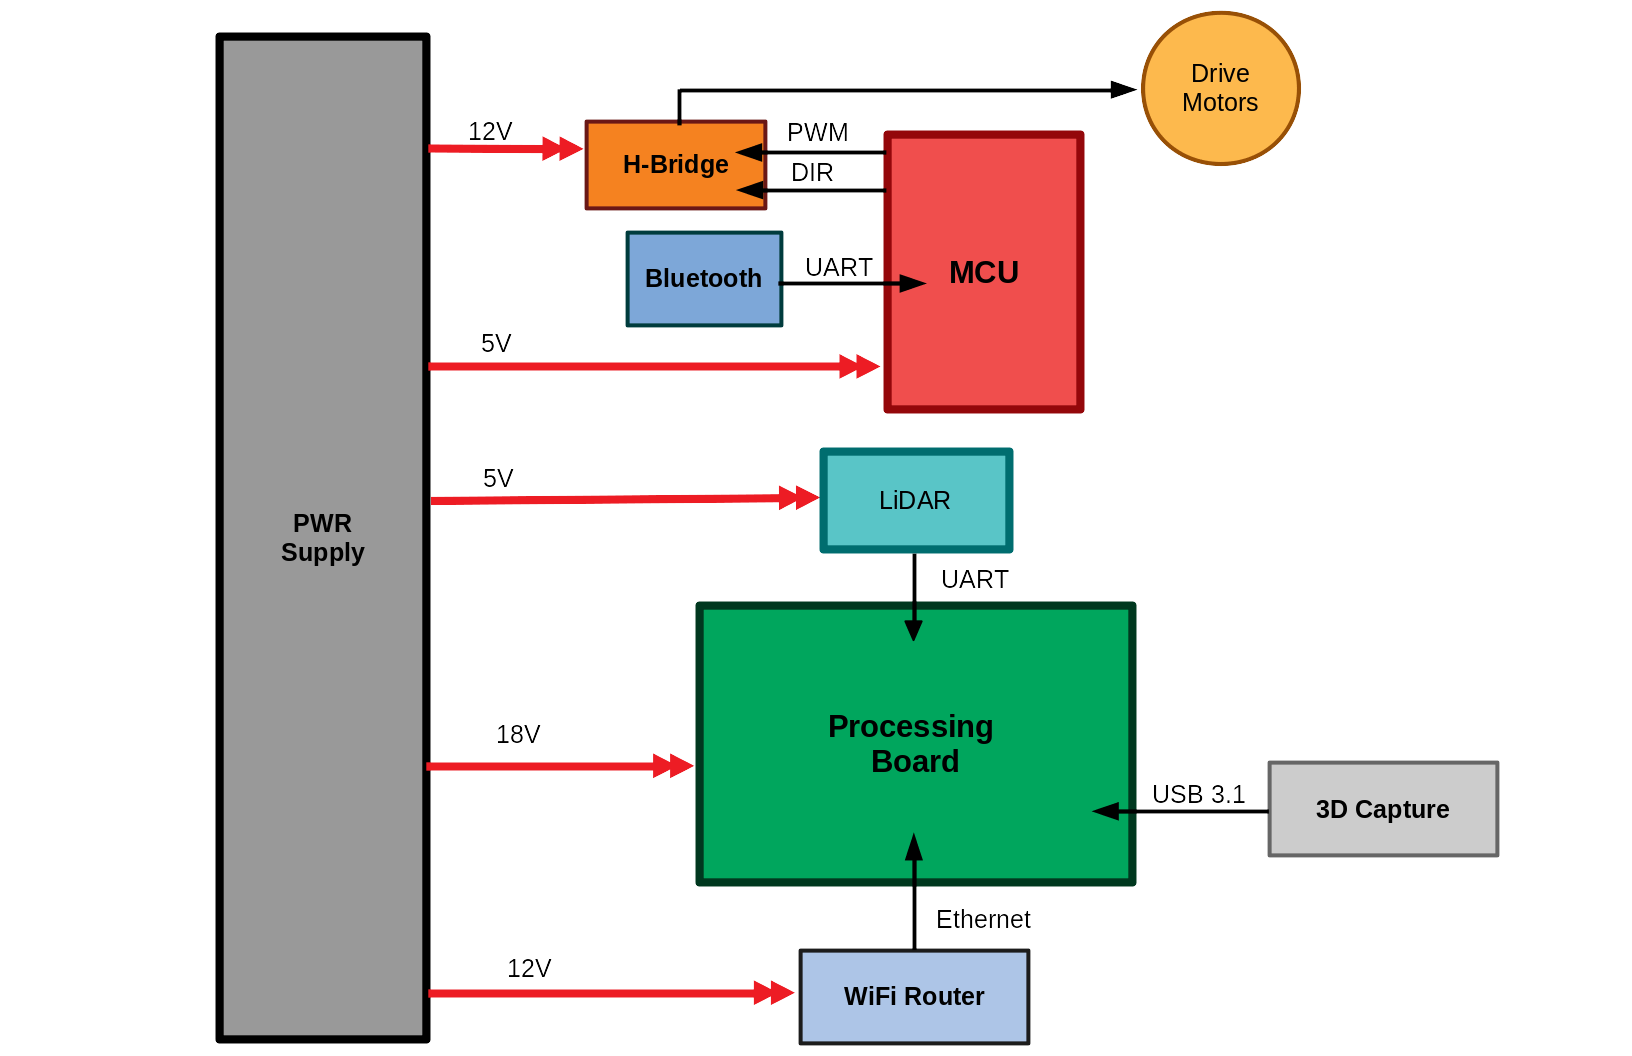 Drive
Motors
12V
PWM
H-Bridge
DIR
Bluetooth
UART
MCU
5V
5V
LiDAR
PWR
Supply
UART
18V
Processing
Board
USB 3.1
3D Capture
Ethernet
12V
WiFi Router